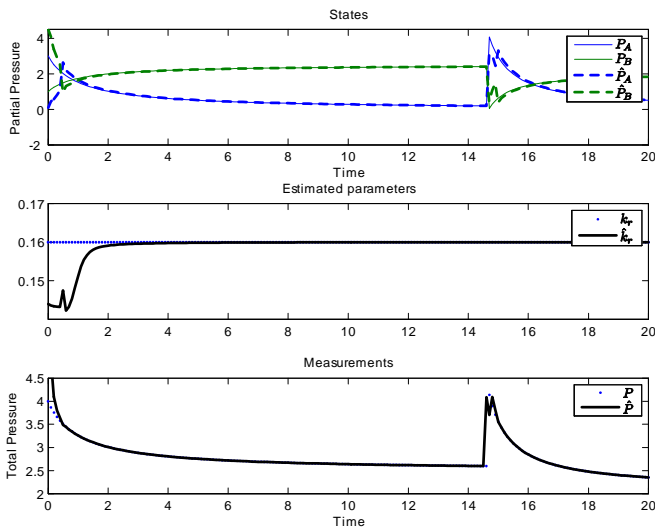 States
Partial Pressure
4
2
0
-2
0 2 4 6 8 10 12 14 16 18 20
Time
P_A
P_B
P̂_A
P̂_B
Estimated parameters
0.17
0.16
0.15
0 2 4 6 8 10 12 14 16 18 20
k_r
k̂_r
Measurements
Total Pressure
4.5
4
3.5
3
2.5
2
0 2 4 6 8 10 12 14 16 18 20
Time
P
P̂